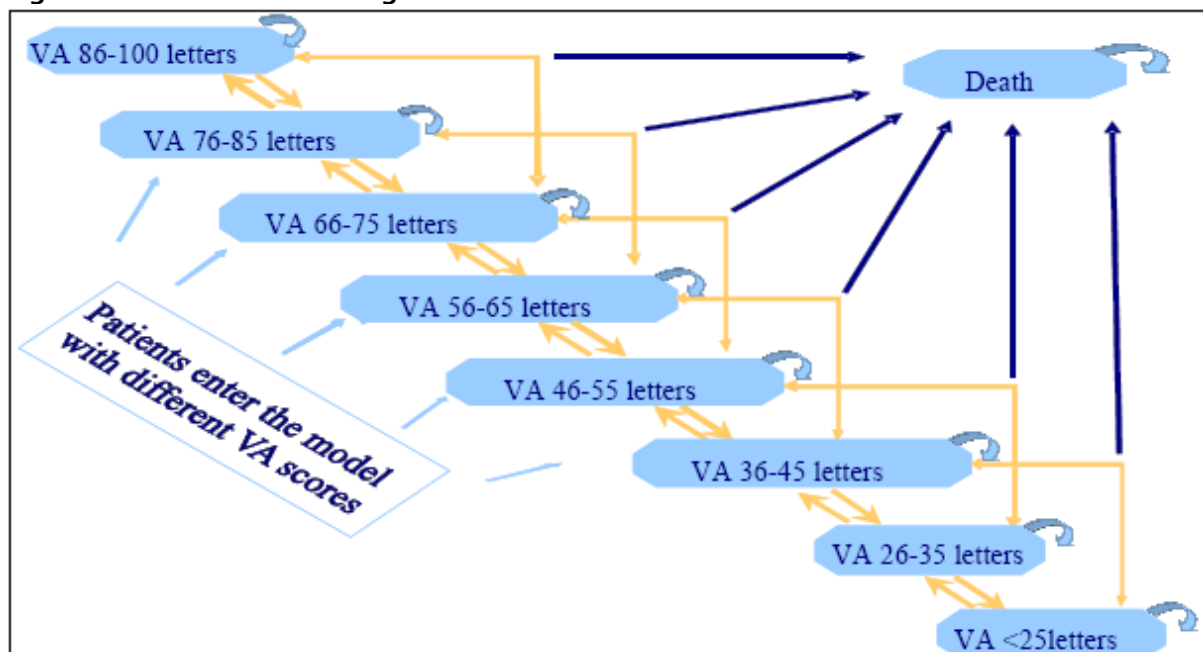 VA 86-100 letters
Death
VA 76-85 letters
VA 66-75 letters
VA 56-65 letters
Patients enter the model
with different VA scores
VA 46-55 letters
VA 36-45 letters
VA 26-35 letters
VA <25letters